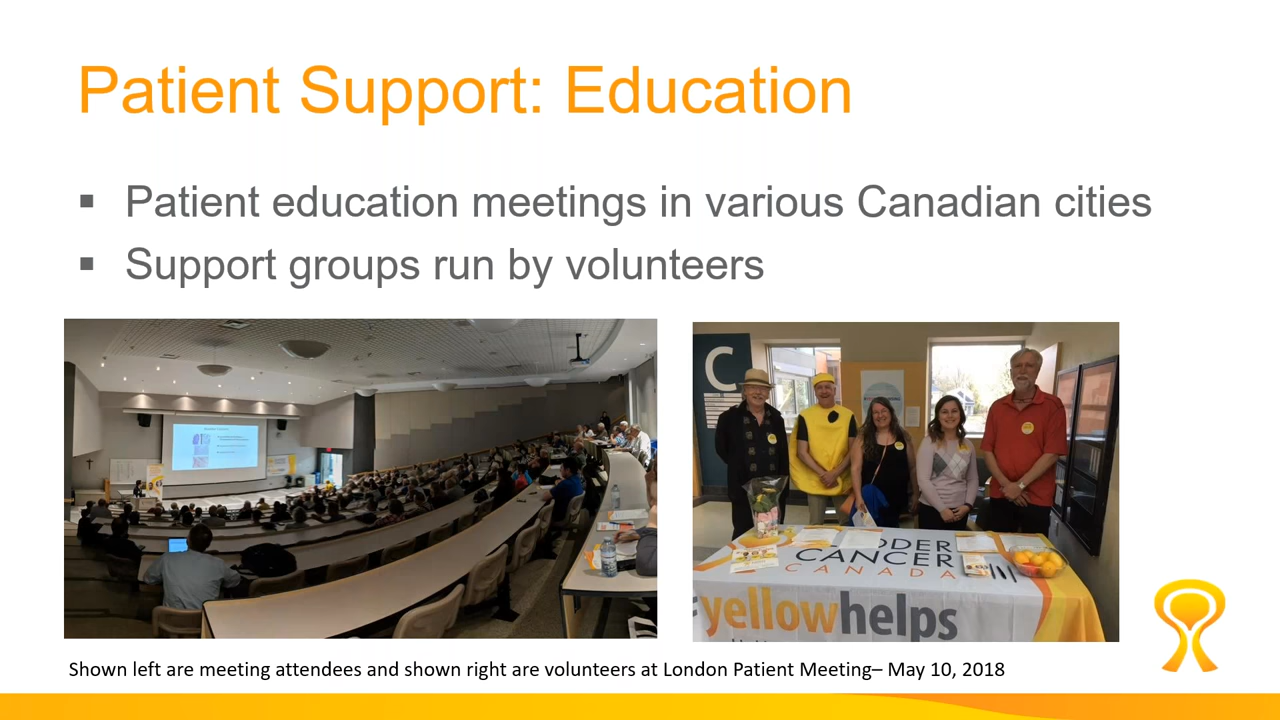 Patient Support: Education
▪ Patient education meetings in various Canadian cities
▪ Support groups run by volunteers
C
DDER
CANCER
CANADA
#yellowhelps
Shown left are meeting attendees and shown right are volunteers at London Patient Meeting– May 10, 2018